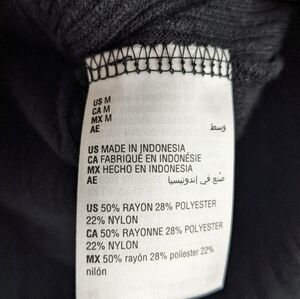 US M
CA M
MX M
AE وسط
US MADE IN INDONESIA
CA FABRIQUÉ EN INDONÉSIE
MX HECHO EN INDONESIA
AE صنع في إندونيسيا
US 50% RAYON 28% POLYESTER
22% NYLON
CA 50% RAYONNE 28% POLYESTER
22% NYLON
MX 50% rayón 28% poliester 22%
nilón